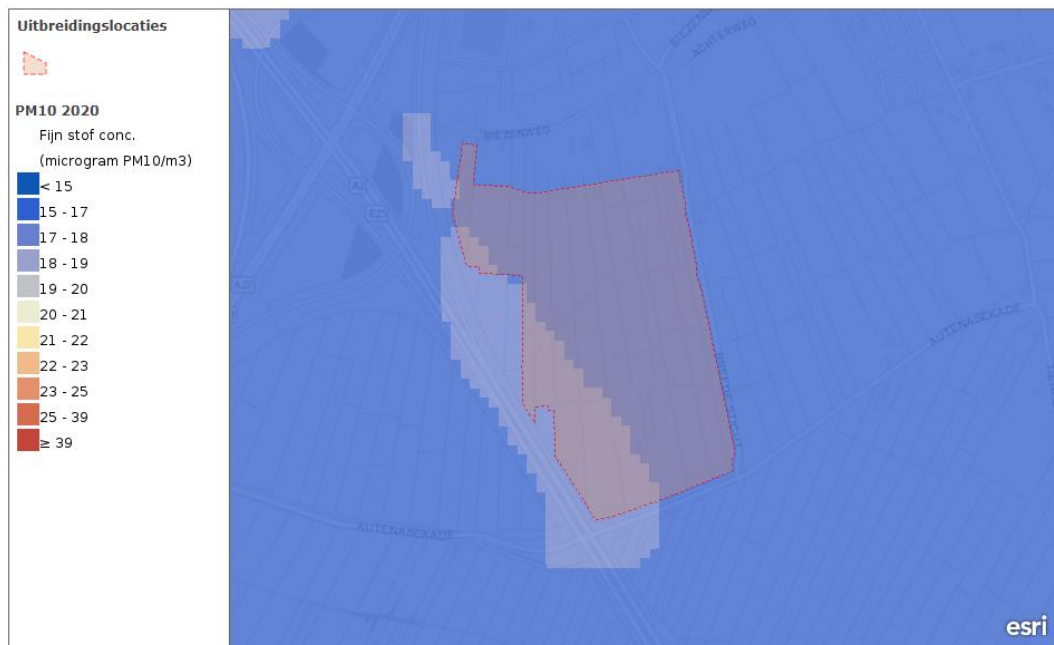 Uitbreidingslocaties
PM10 2020
Fijn stof conc.
(microgram PM10/m3)
< 15
15 - 17
17 - 18
18 - 19
19 - 20
20 - 21
21 - 22
22 - 23
23 - 25
25 - 39
≥ 39
ACHTERWEG
BIEZENWEG
A2
E25
A27
AUTENASEKADE
AUTENASEKADE
esri